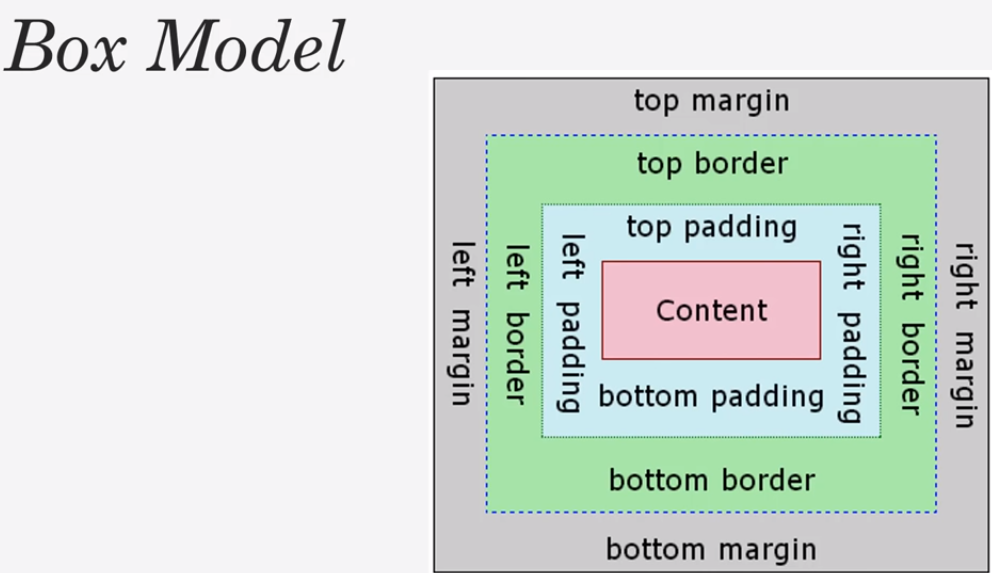 Box Model
top margin
top border
top padding
left margin
left border
left padding
Content
right padding
right border
right margin
bottom padding
bottom border
bottom margin